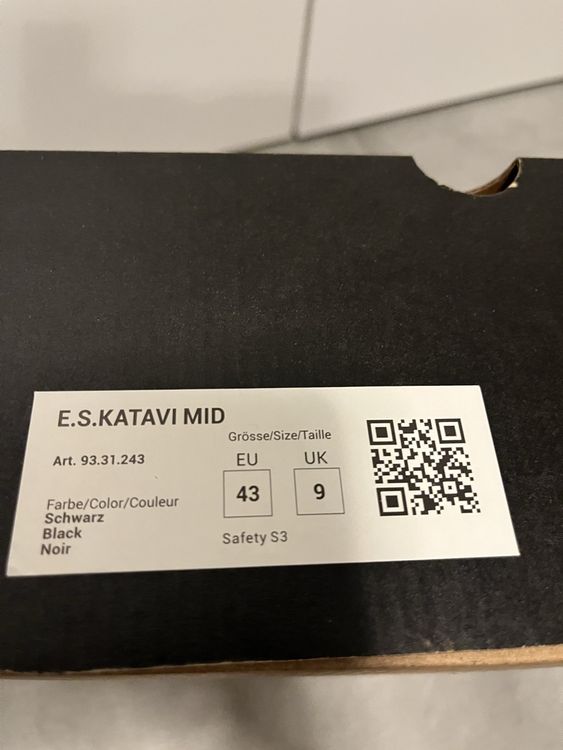 E.S.KATAVI MID
Grösse/Size/Taille
Art. 93.31.243
EU UK
43 9
Farbe/Color/Couleur
Schwarz
Black
Noir
Safety S3